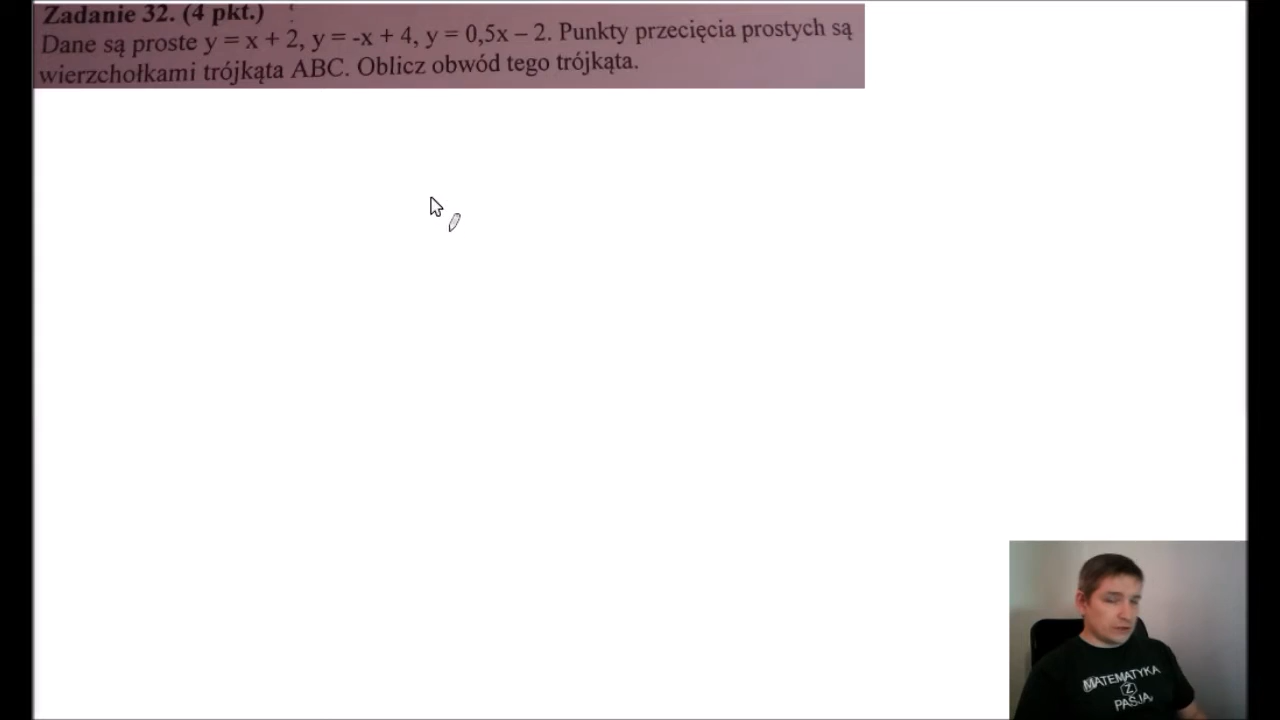 Zadanie 32. (4 pkt.)
Dane są proste y = x + 2, y = -x + 4, y = 0,5x – 2. Punkty przecięcia prostych są
wierzchołkami trójkąta ABC. Oblicz obwód tego trójkąta.
MATEMATYKA
Z
PASJĄ